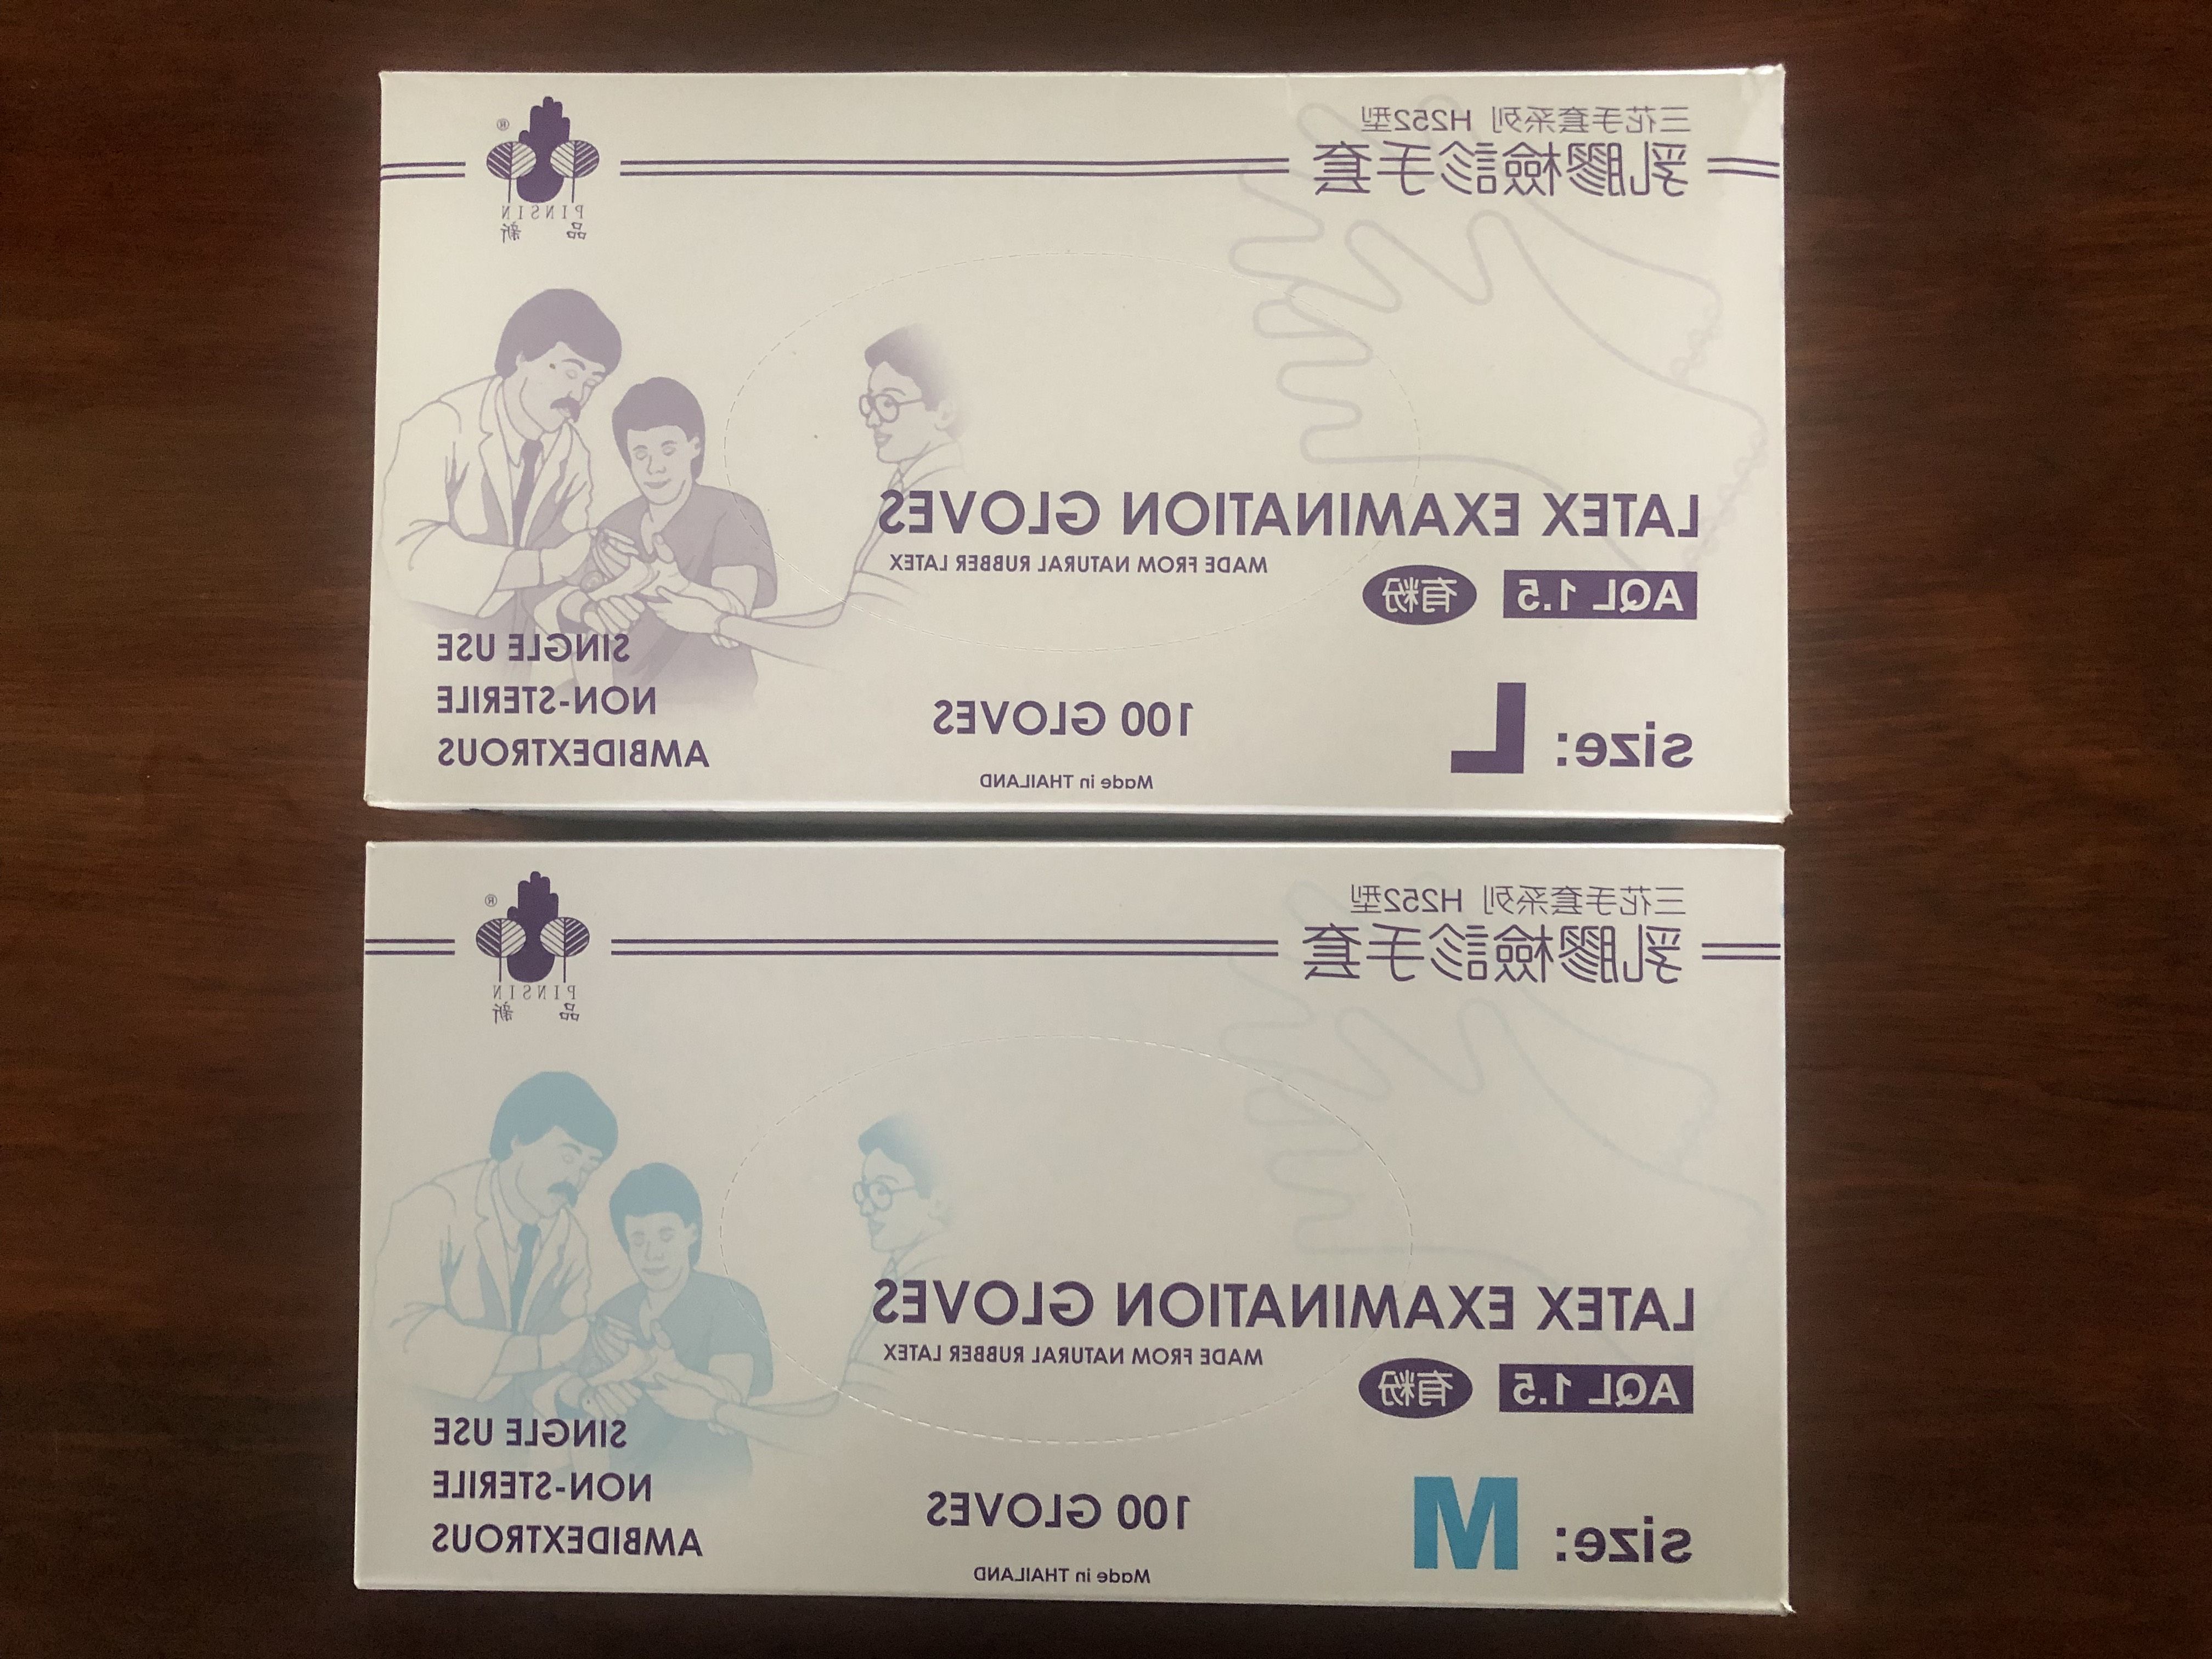 三花手套系列 H252型
乳膠檢診手套
®
PINSIN
品新
LATEX EXAMINATION GLOVES
MADE FROM NATURAL RUBBER LATEX
AQL 1.5 有粉
SINGLE USE
NON-STERILE
AMBIDEXTROUS
100 GLOVES
size: L
Made in THAILAND
三花手套系列 H252型
乳膠檢診手套
®
PINSIN
品新
LATEX EXAMINATION GLOVES
MADE FROM NATURAL RUBBER LATEX
AQL 1.5 有粉
SINGLE USE
NON-STERILE
AMBIDEXTROUS
100 GLOVES
size: M
Made in THAILAND